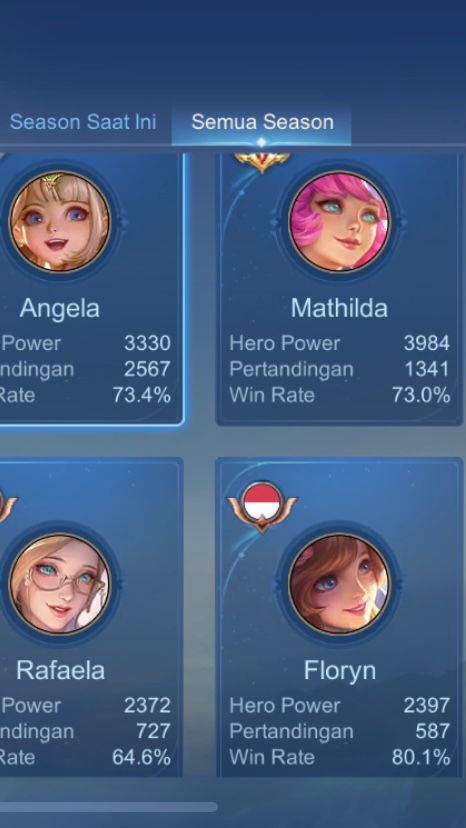 Season Saat Ini
Semua Season
Angela
Power 3330
ndingan 2567
Rate 73.4%
Mathilda
Hero Power 3984
Pertandingan 1341
Win Rate 73.0%
Rafaela
Power 2372
ndingan 727
Rate 64.6%
Floryn
Hero Power 2397
Pertandingan 587
Win Rate 80.1%